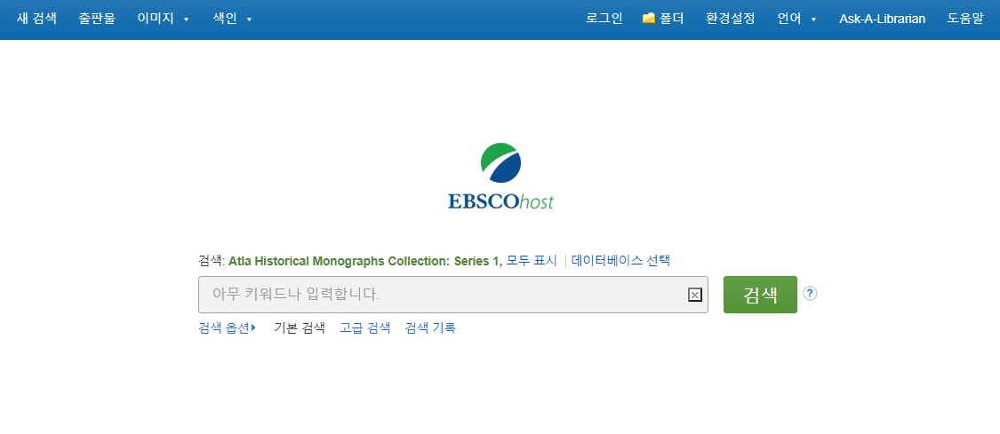 새 검색 출판물 이미지 색인 로그인 폴더 환경설정 언어 Ask-A-Librarian 도움말
EBSCOhost
검색: Atla Historical Monographs Collection: Series 1, 모두 표시 데이터베이스 선택
아무 키워드나 입력합니다. 검색 ?
검색 옵션 기본 검색 고급 검색 검색 기록